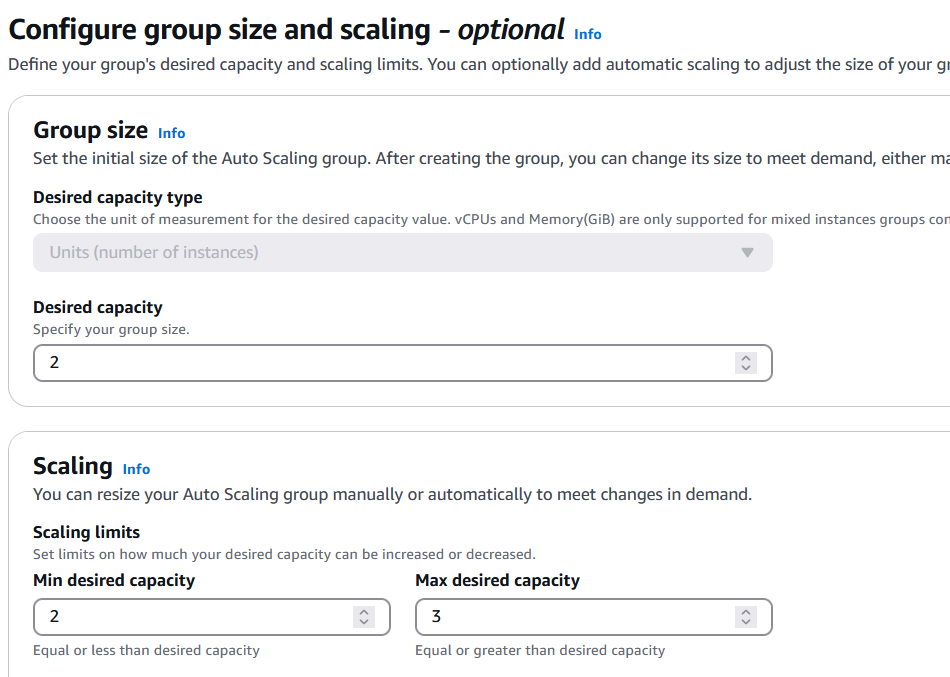 Configure group size and scaling - optional Info
Define your group's desired capacity and scaling limits. You can optionally add automatic scaling to adjust the size of your
Group size Info
Set the initial size of the Auto Scaling group. After creating the group, you can change its size to meet demand, either
Desired capacity type
Choose the unit of measurement for the desired capacity value. vCPUs and Memory(GiB) are only supported for mixed instances groups
Units (number of instances)
Desired capacity
Specify your group size.
2
Scaling Info
You can resize your Auto Scaling group manually or automatically to meet changes in demand.
Scaling limits
Set limits on how much your desired capacity can be increased or decreased.
Min desired capacity Max desired capacity
2 3
Equal or less than desired capacity Equal or greater than desired capacity